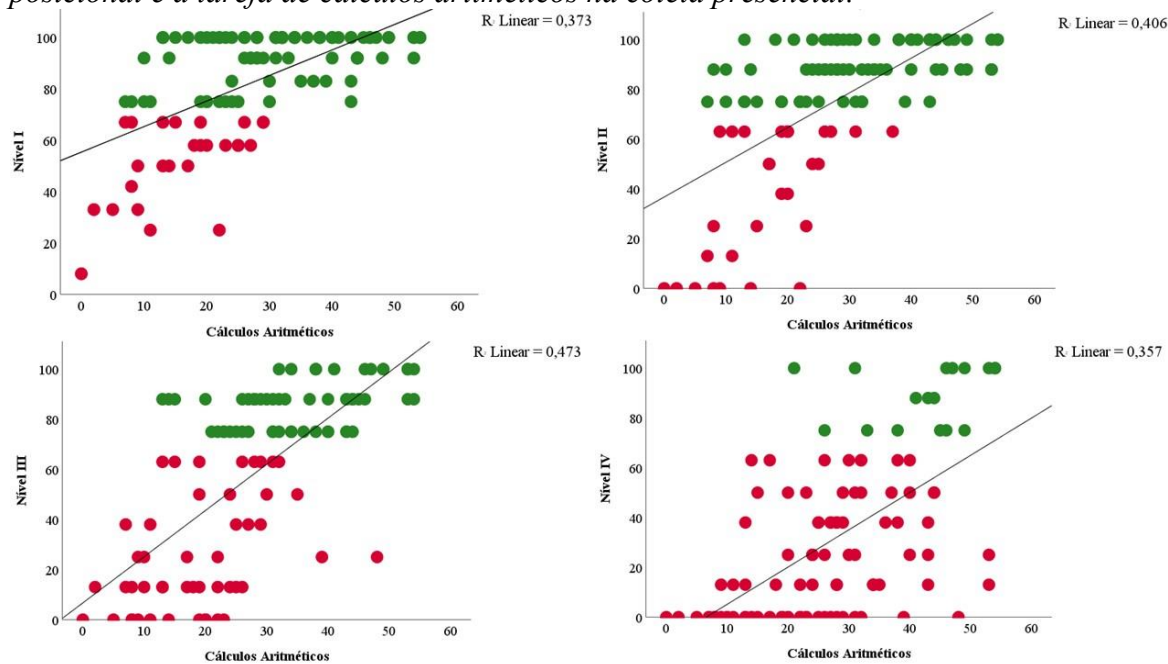 posicional e a tarefa de cálculos aritméticos na coleta presencial.
R² Linear = 0,373
100
80
60
40
20
0
Nível I
0 10 20 30 40 50 60
Cálculos Aritméticos
R² Linear = 0,406
100
80
60
40
20
0
Nível II
0 10 20 30 40 50 60
Cálculos Aritméticos
R² Linear = 0,473
100
80
60
40
20
0
Nível III
0 10 20 30 40 50 60
Cálculos Aritméticos
R² Linear = 0,357
100
80
60
40
20
0
Nível IV
0 10 20 30 40 50 60
Cálculos Aritméticos